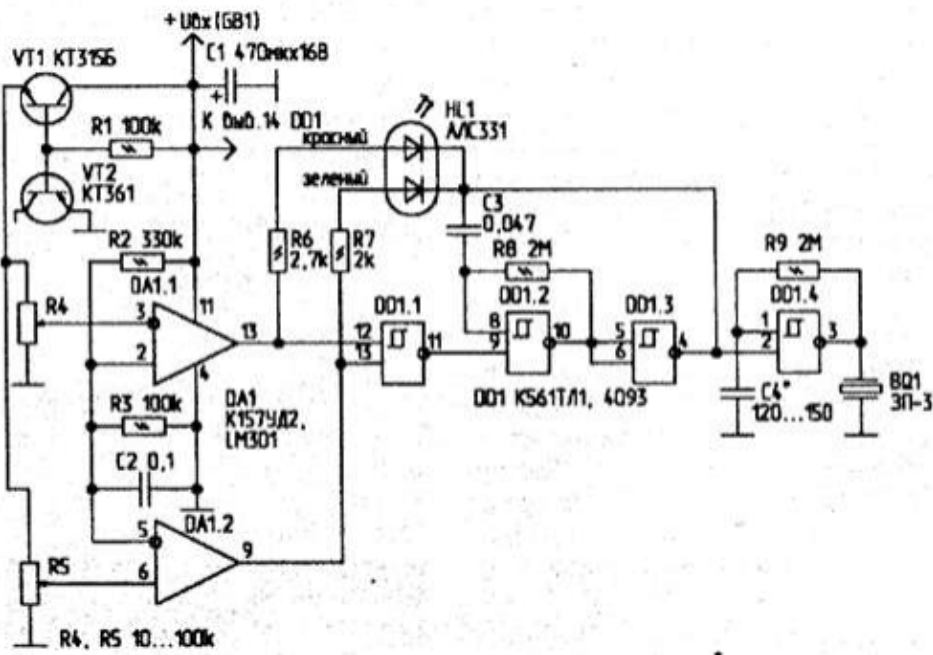 + Uвх (GB1)
C1 470мкх16В
VT1 КТ315Б
К выв.14 DD1
R1 100k
VT2
КТ361
HL1
АЛС331
красный
зеленый
C3
0,047
R2 330k
R6
2,7k
R7
2k
R8 2M
R9 2M
DA1.1
DD1.1
DD1.2
DD1.3
DD1.4
R4
3
11
2
4
13
12
13
11
8
9
10
5
6
4
1
2
3
DD1 К561ТЛ1, 4093
R3 100k
DA1
К157УД2,
LM301
C4*
120...150
BQ1
ЗП-3
C2 0,1
DA1.2
5
6
9
R5
R4, R5 10...100k